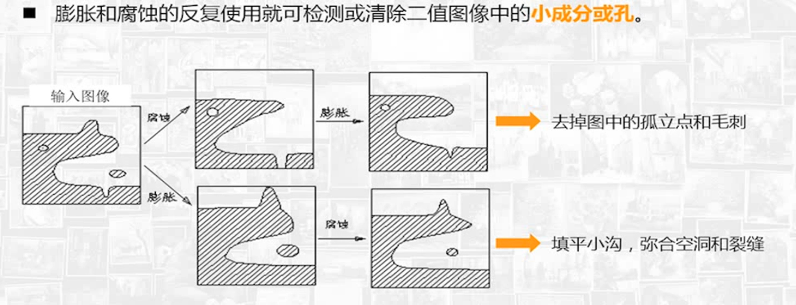 膨胀和腐蚀的反复使用就可检测或清除二值图像中的小成分或孔。
输入图像
腐蚀
膨胀
去掉图中的孤立点和毛刺
膨胀
腐蚀
填平小沟，弥合空洞和裂缝